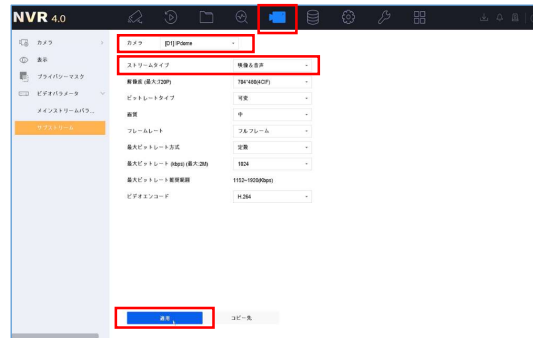 NVR 4.0
カメラ
表示
プライバシーマスク
ビデオパラメータ
メインストリームパラ...
サブストリーム
カメラ [D1] IPdome
ストリームタイプ 映像&音声
解像度 (最大:720P) 704*480(4CIF)
ビットレートタイプ 可変
画質 中
フレームレート フルフレーム
最大ビットレート方式 定義
最大ビットレート (kbps) (最大:2M) 1024
最大ビットレート推奨範囲 1152~1920(Kbps)
ビデオエンコード H.264
適用 コピー先